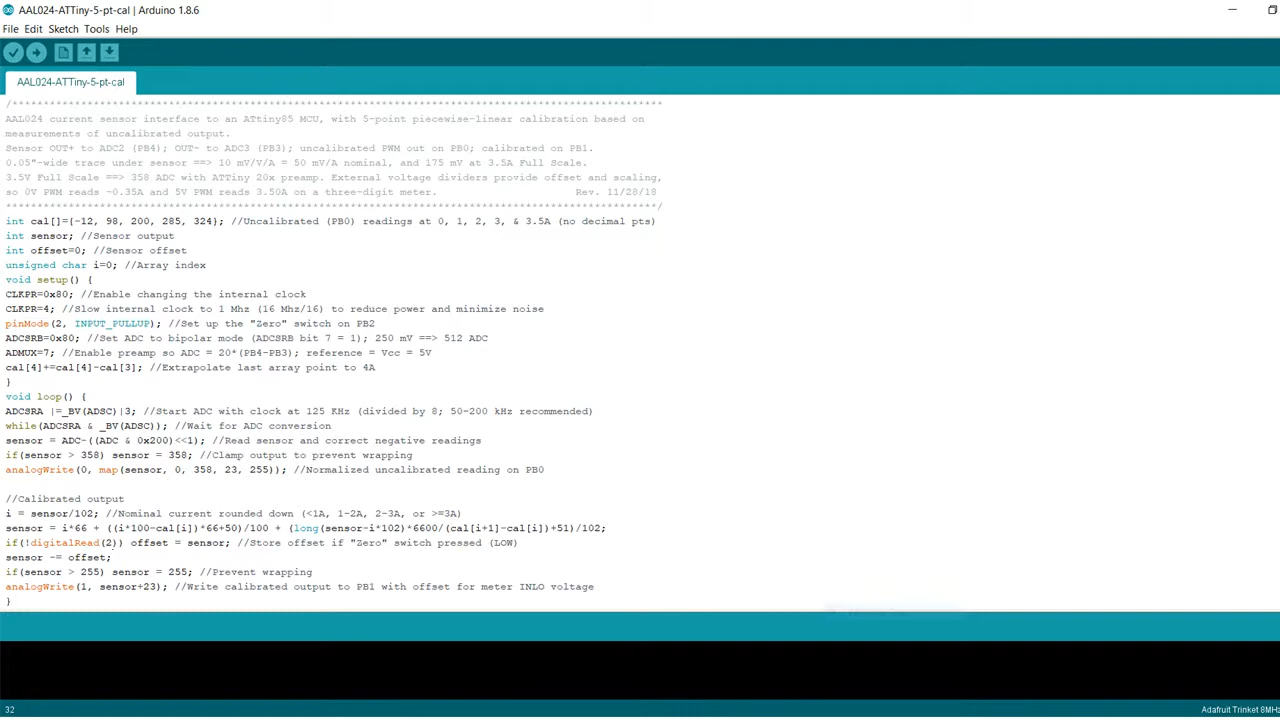 AAL024-ATTiny-5-pt-cal | Arduino 1.8.6
File Edit Sketch Tools Help
AAL024-ATTiny-5-pt-cal
/*********************************************************************************************************
AAL024 current sensor interface to an ATtiny85 MCU, with 5-point piecewise-linear calibration based on
measurements of uncalibrated output.
Sensor OUT+ to ADC2 (PB4); OUT- to ADC3 (PB3); uncalibrated PWM out on PB0; calibrated on PB1.
0.05"-wide trace under sensor ==> 10 mV/V/A = 50 mV/A nominal, and 175 mV at 3.5A Full Scale.
3.5V Full Scale ==> 358 ADC with ATTiny 20x preamp. External voltage dividers provide offset and scaling,
so 0V PWM reads -0.35A and 5V PWM reads 3.50A on a three-digit meter. Rev. 11/28/18
*********************************************************************************************************/
int cal[]={-12, 98, 200, 285, 324}; //Uncalibrated (PB0) readings at 0, 1, 2, 3, & 3.5A (no decimal pts)
int sensor; //Sensor output
int offset=0; //Sensor offset
unsigned char i=0; //Array index
void setup() {
CLKPR=0x80; //Enable changing the internal clock
CLKPR=4; //Slow internal clock to 1 Mhz (16 Mhz/16) to reduce power and minimize noise
pinMode(2, INPUT_PULLUP); //Set up the "Zero" switch on PB2
ADCSRB=0x80; //Set ADC to bipolar mode (ADCSRB bit 7 = 1); 250 mV ==> 512 ADC
ADMUX=7; //Enable preamp so ADC = 20*(PB4-PB3); reference = Vcc = 5V
cal[4]+=cal[4]-cal[3]; //Extrapolate last array point to 4A
}
void loop() {
ADCSRA |=_BV(ADSC)|3; //Start ADC with clock at 125 KHz (divided by 8; 50-200 kHz recommended)
while(ADCSRA & _BV(ADSC)); //Wait for ADC conversion
sensor = ADC-((ADC & 0x200)<<1); //Read sensor and correct negative readings
if(sensor > 358) sensor = 358; //Clamp output to prevent wrapping
analogWrite(0, map(sensor, 0, 358, 23, 255)); //Normalized uncalibrated reading on PB0
//Calibrated output
i = sensor/102; //Nominal current rounded down (<1A, 1-2A, 2-3A, or >=3A)
sensor = i*66 + ((i*100-cal[i])*66+50)/100 + (long(sensor-i*102)*6600/(cal[i+1]-cal[i])+51)/102;
if(!digitalRead(2)) offset = sensor; //Store offset if "Zero" switch pressed (LOW)
sensor -= offset;
if(sensor > 255) sensor = 255; //Prevent wrapping
analogWrite(1, sensor+23); //Write calibrated output to PB1 with offset for meter INLO voltage
}
32
Adafruit Trinket 8MHz